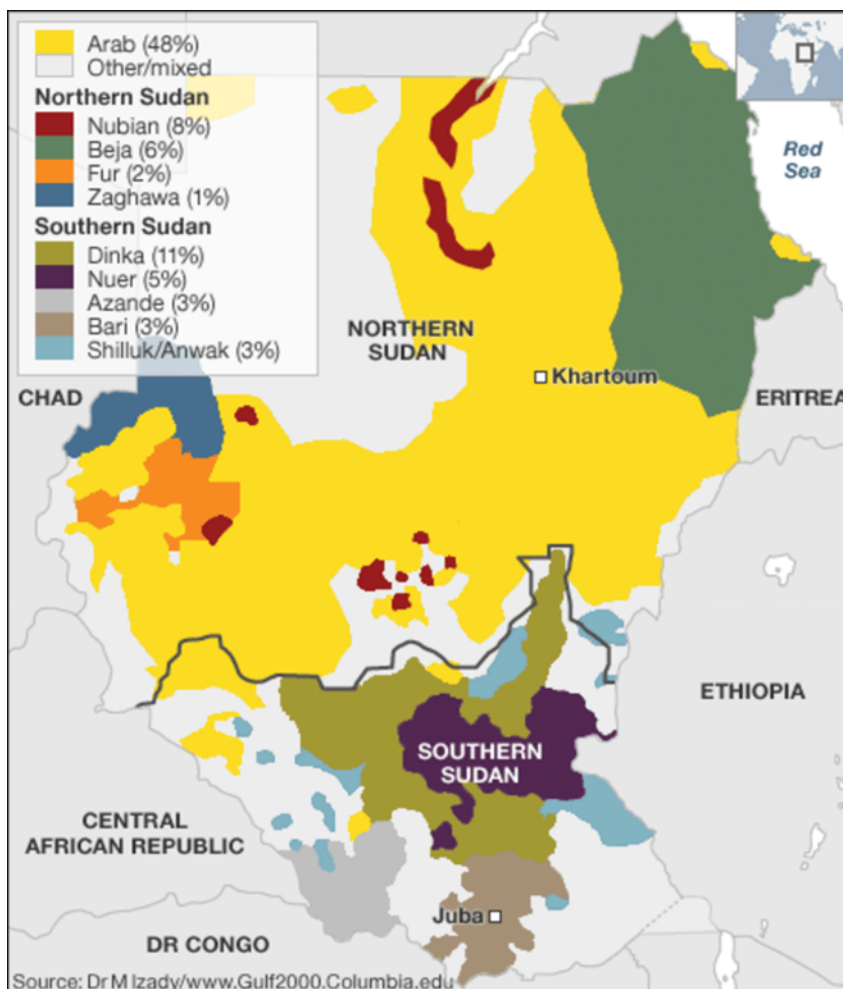 Arab (48%)
Other/mixed
Northern Sudan
Nubian (8%)
Beja (6%)
Fur (2%)
Zaghawa (1%)
Southern Sudan
Dinka (11%)
Nuer (5%)
Azande (3%)
Bari (3%)
Shilluk/Anwak (3%)
Red
Sea
NORTHERN
SUDAN
Khartoum
CHAD
ERITREA
ETHIOPIA
SOUTHERN
SUDAN
CENTRAL
AFRICAN REPUBLIC
Juba
DR CONGO
Source: Dr M Izady/www.Gulf2000.Columbia.edu